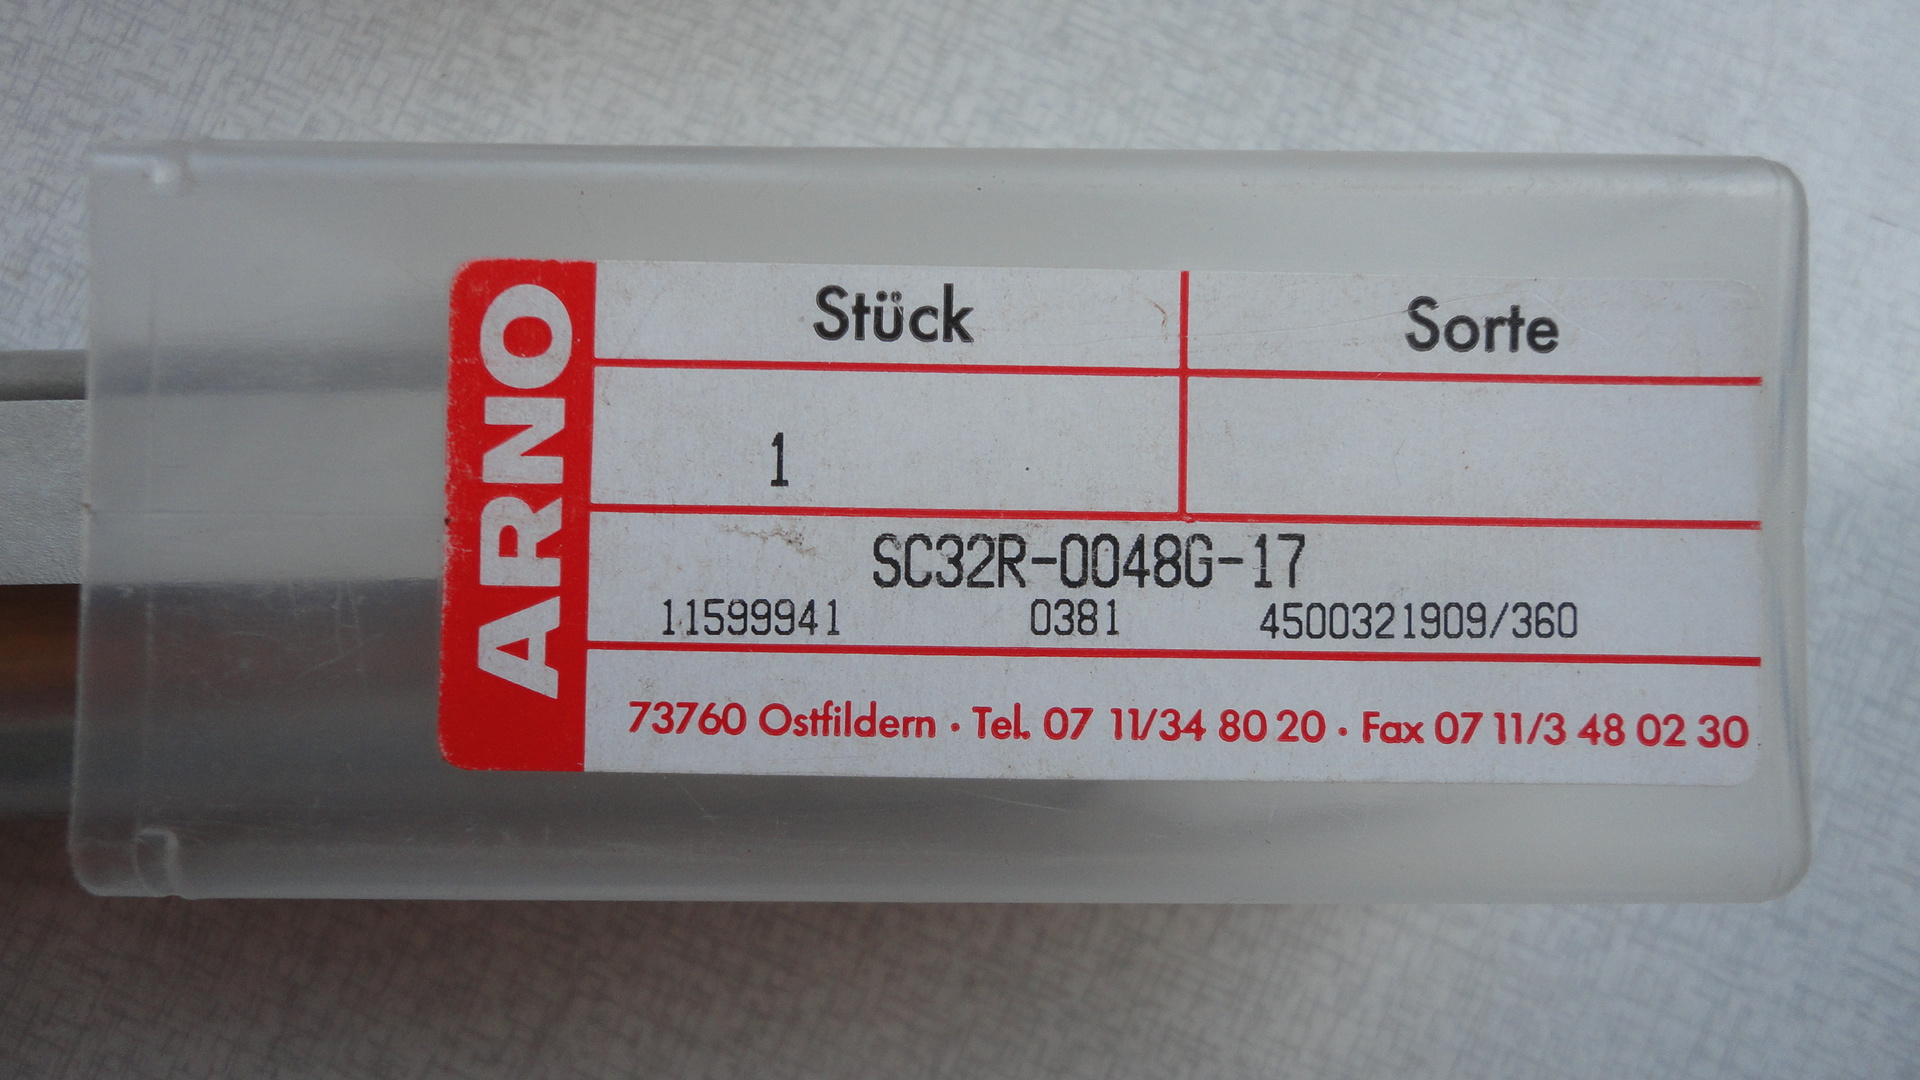 ARNO
Stück Sorte
1
SC32R-0048G-17
11599941 0381 4500321909/360
73760 Ostfildern · Tel. 07 11/34 80 20 · Fax 07 11/3 48 02 30